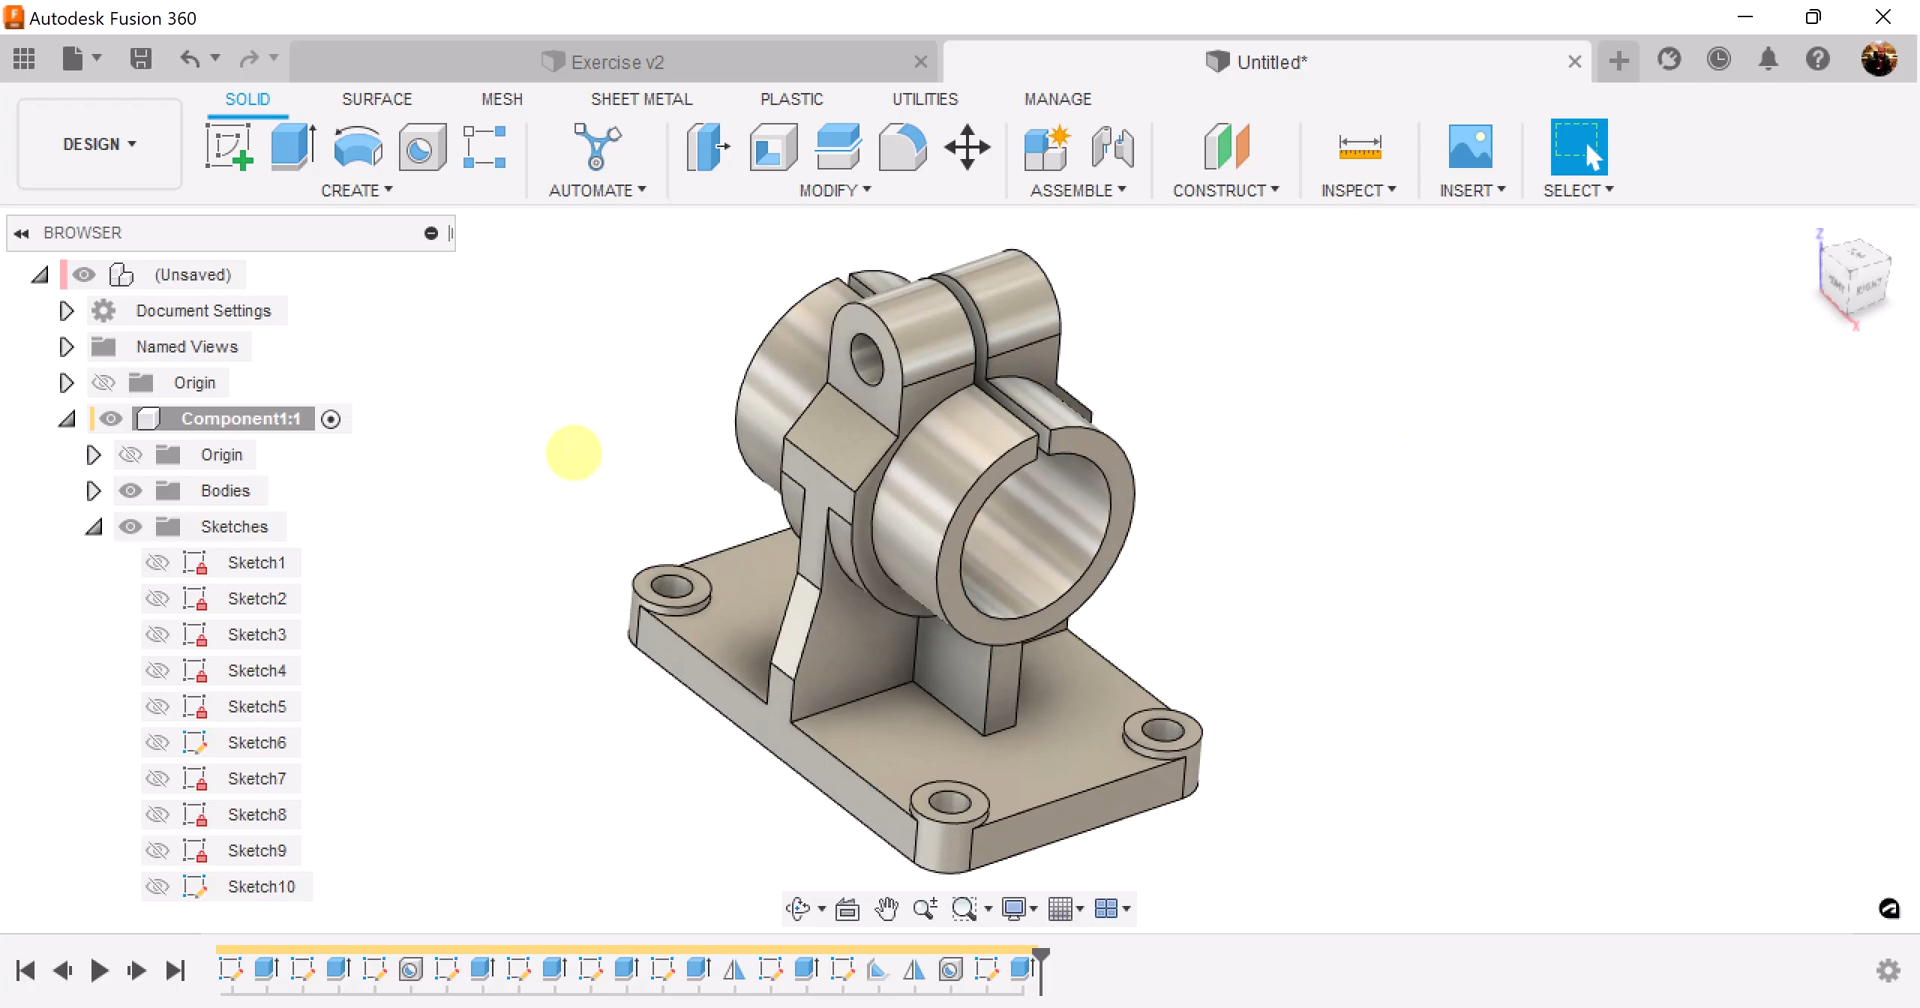 Autodesk Fusion 360
Exercise v2
Untitled*
SOLID SURFACE MESH SHEET METAL PLASTIC UTILITIES MANAGE
DESIGN
CREATE AUTOMATE MODIFY ASSEMBLE CONSTRUCT INSPECT INSERT SELECT
BROWSER
(Unsaved)
Document Settings
Named Views
Origin
Component1:1
Origin
Bodies
Sketches
Sketch1
Sketch2
Sketch3
Sketch4
Sketch5
Sketch6
Sketch7
Sketch8
Sketch9
Sketch10
Z
RIGHT
X